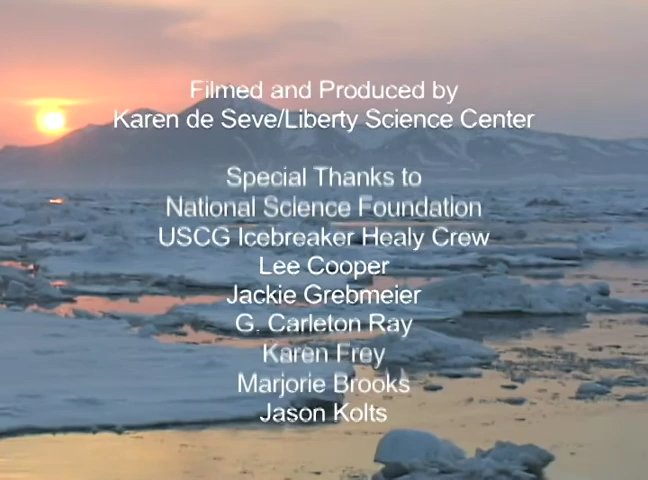 Filmed and Produced by
Karen de Seve/Liberty Science Center
Special Thanks to
National Science Foundation
USCG Icebreaker Healy Crew
Lee Cooper
Jackie Grebmeier
G. Carleton Ray
Karen Frey
Marjorie Brooks
Jason Kolts